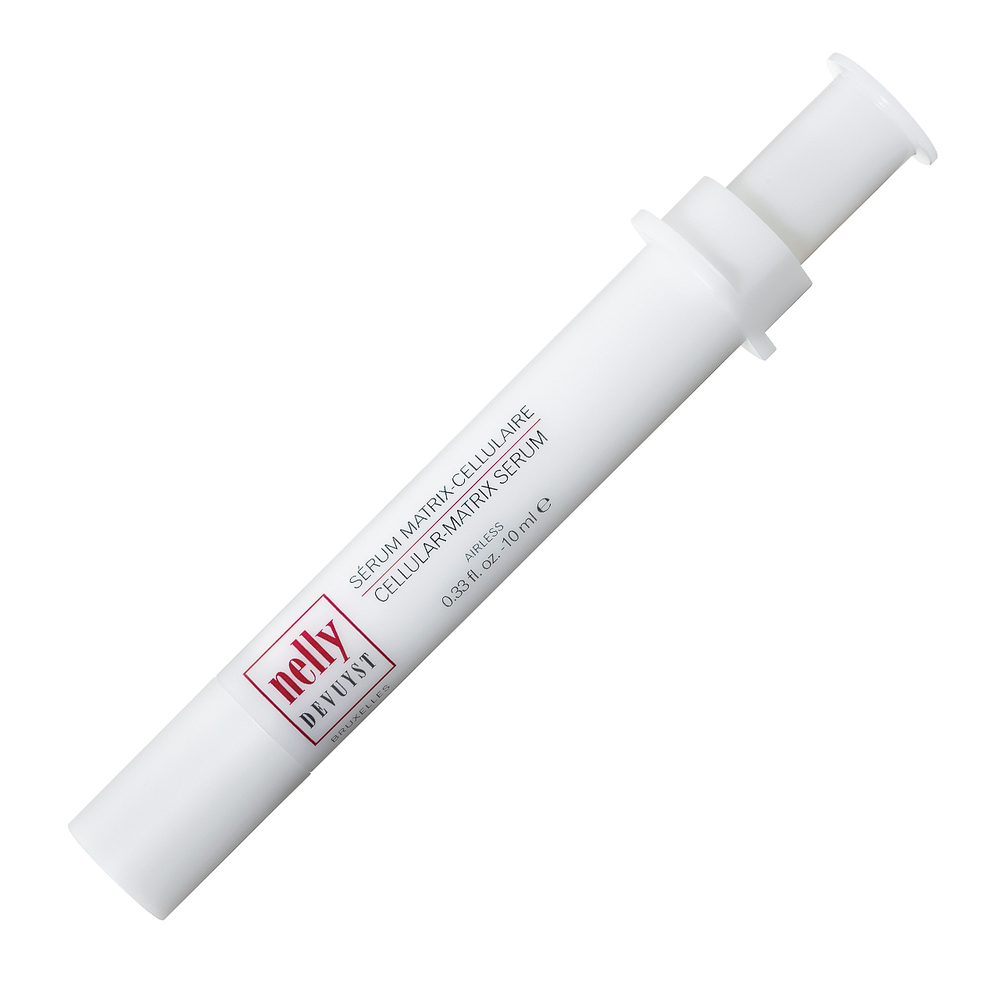 SÉRUM MATRIX-CELLULAIRE
CELLULAR-MATRIX SERUM
AIRLESS
0.33 fl. oz. -10 ml ℮
nelly
DEVUYST
BRUXELLES